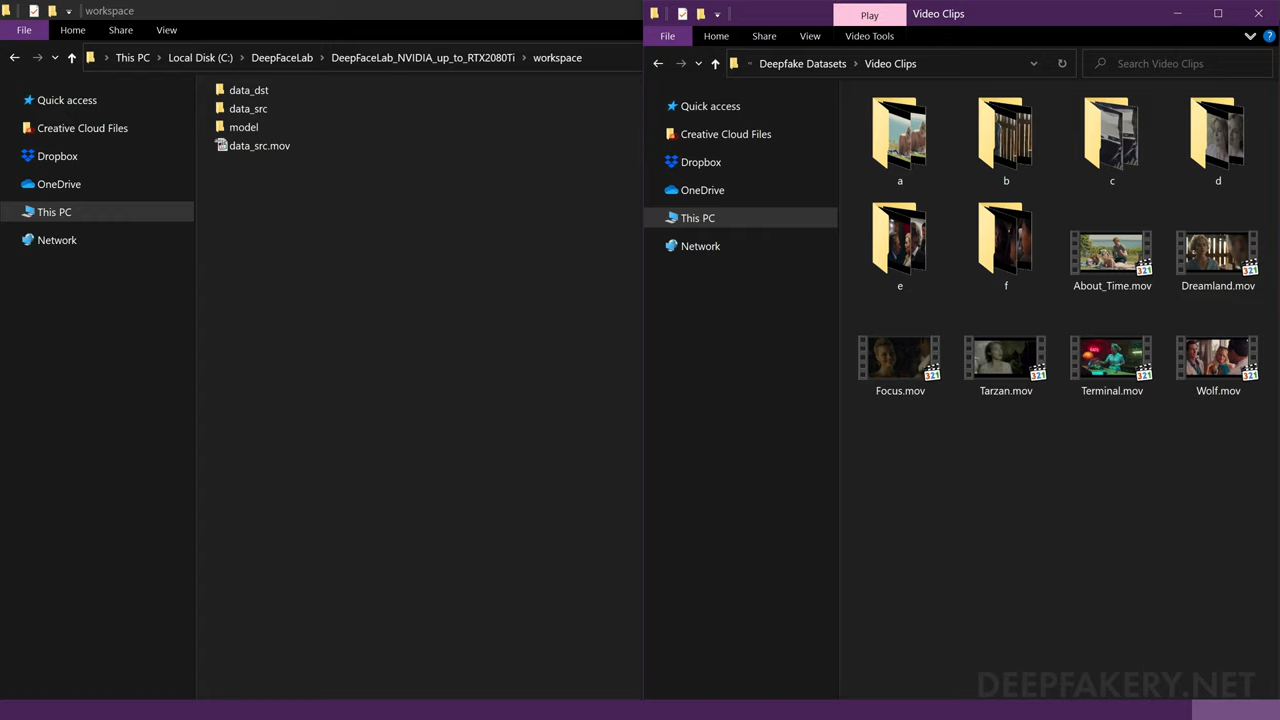 workspace
File Home Share View
This PC Local Disk (C:) DeepFaceLab DeepFaceLab_NVIDIA_up_to_RTX2080Ti workspace
Quick access
Creative Cloud Files
Dropbox
OneDrive
This PC
Network
data_dst
data_src
model
data_src.mov
Play Video Clips
File Home Share View Video Tools
Deepfake Datasets Video Clips Search Video Clips
Quick access
Creative Cloud Files
Dropbox
OneDrive
This PC
Network
a b c d
e f About_Time.mov Dreamland.mov
Focus.mov Tarzan.mov Terminal.mov Wolf.mov
DEEPFAKERY.NET